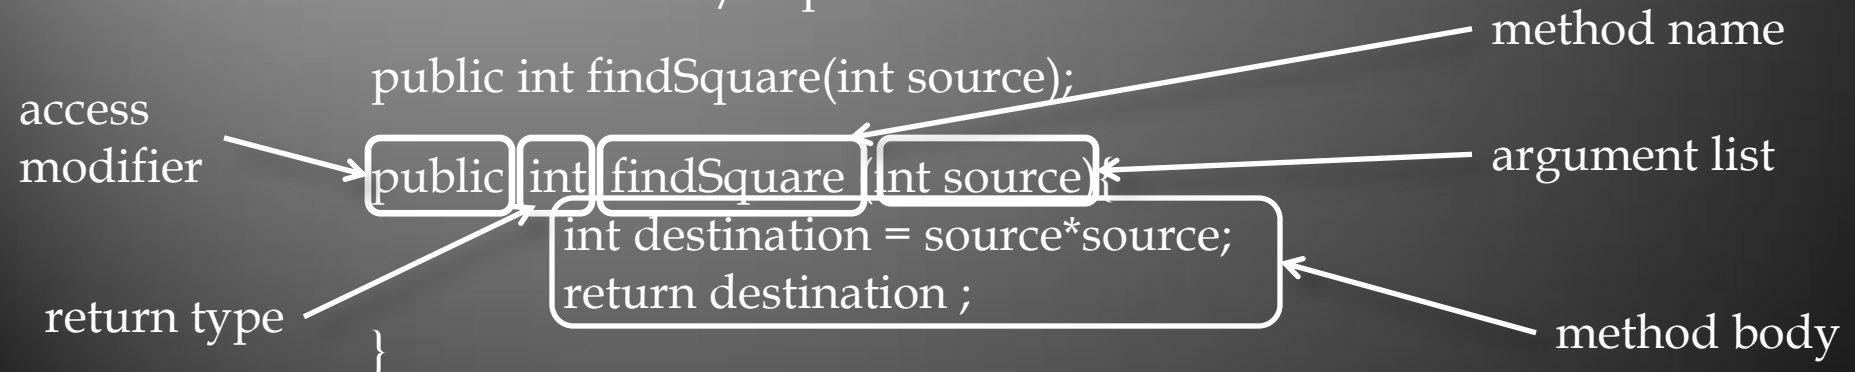 method name
public int findSquare(int source);
access
modifier
public int findSquare (int source){
argument list
int destination = source*source;
return destination ;
return type
method body
}